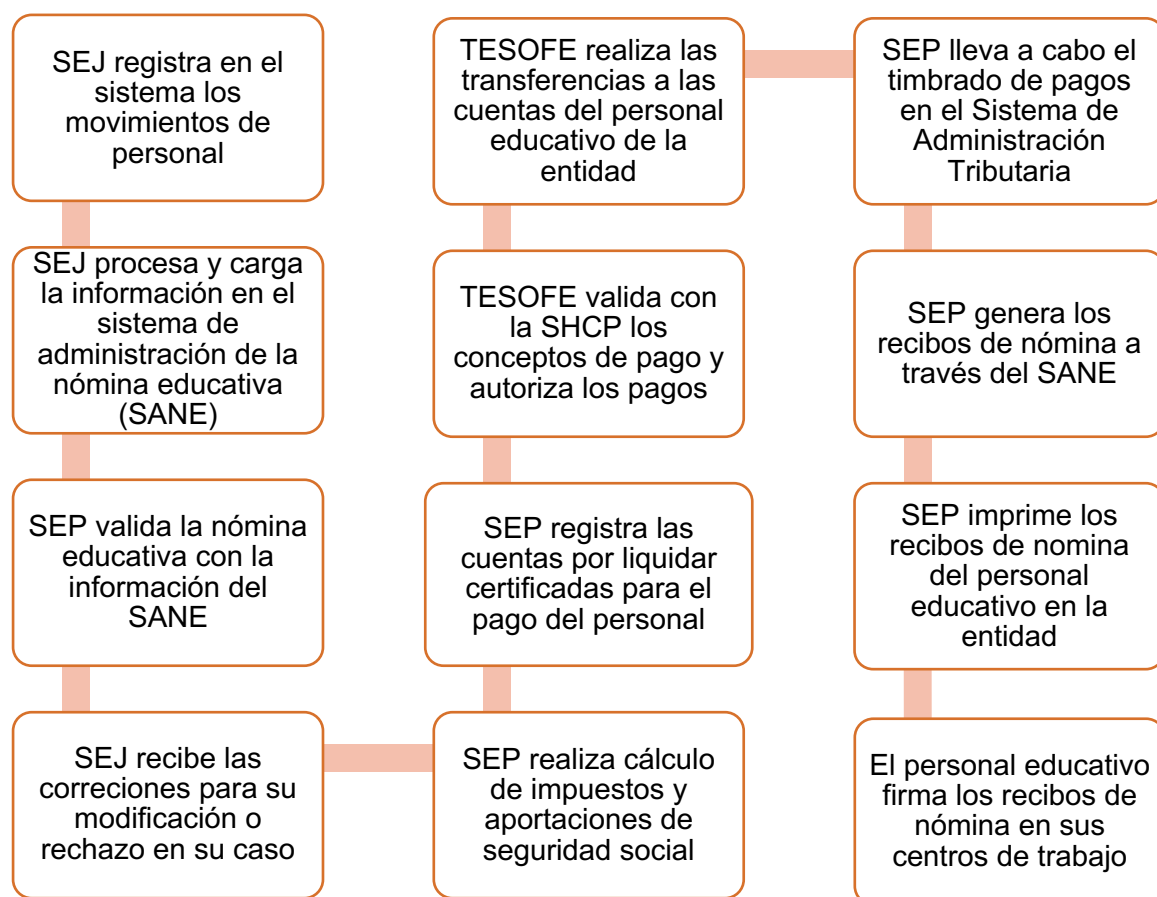 SEJ registra en el
sistema los
movimientos de
personal
SEJ procesa y carga
la información en el
sistema de
administración de la
nómina educativa
(SANE)
SEP valida la nómina
educativa con la
información del
SANE
SEJ recibe las
correciones para su
modificación o
rechazo en su caso
SEP realiza cálculo
de impuestos y
aportaciones de
seguridad social
SEP registra las
cuentas por liquidar
certificadas para el
pago del personal
TESOFE valida con
la SHCP los
conceptos de pago y
autoriza los pagos
TESOFE realiza las
transferencias a las
cuentas del personal
educativo de la
entidad
SEP lleva a cabo el
timbrado de pagos
en el Sistema de
Administración
Tributaria
SEP genera los
recibos de nómina a
través del SANE
SEP imprime los
recibos de nomina
del personal
educativo en la
entidad
El personal educativo
firma los recibos de
nómina en sus
centros de trabajo